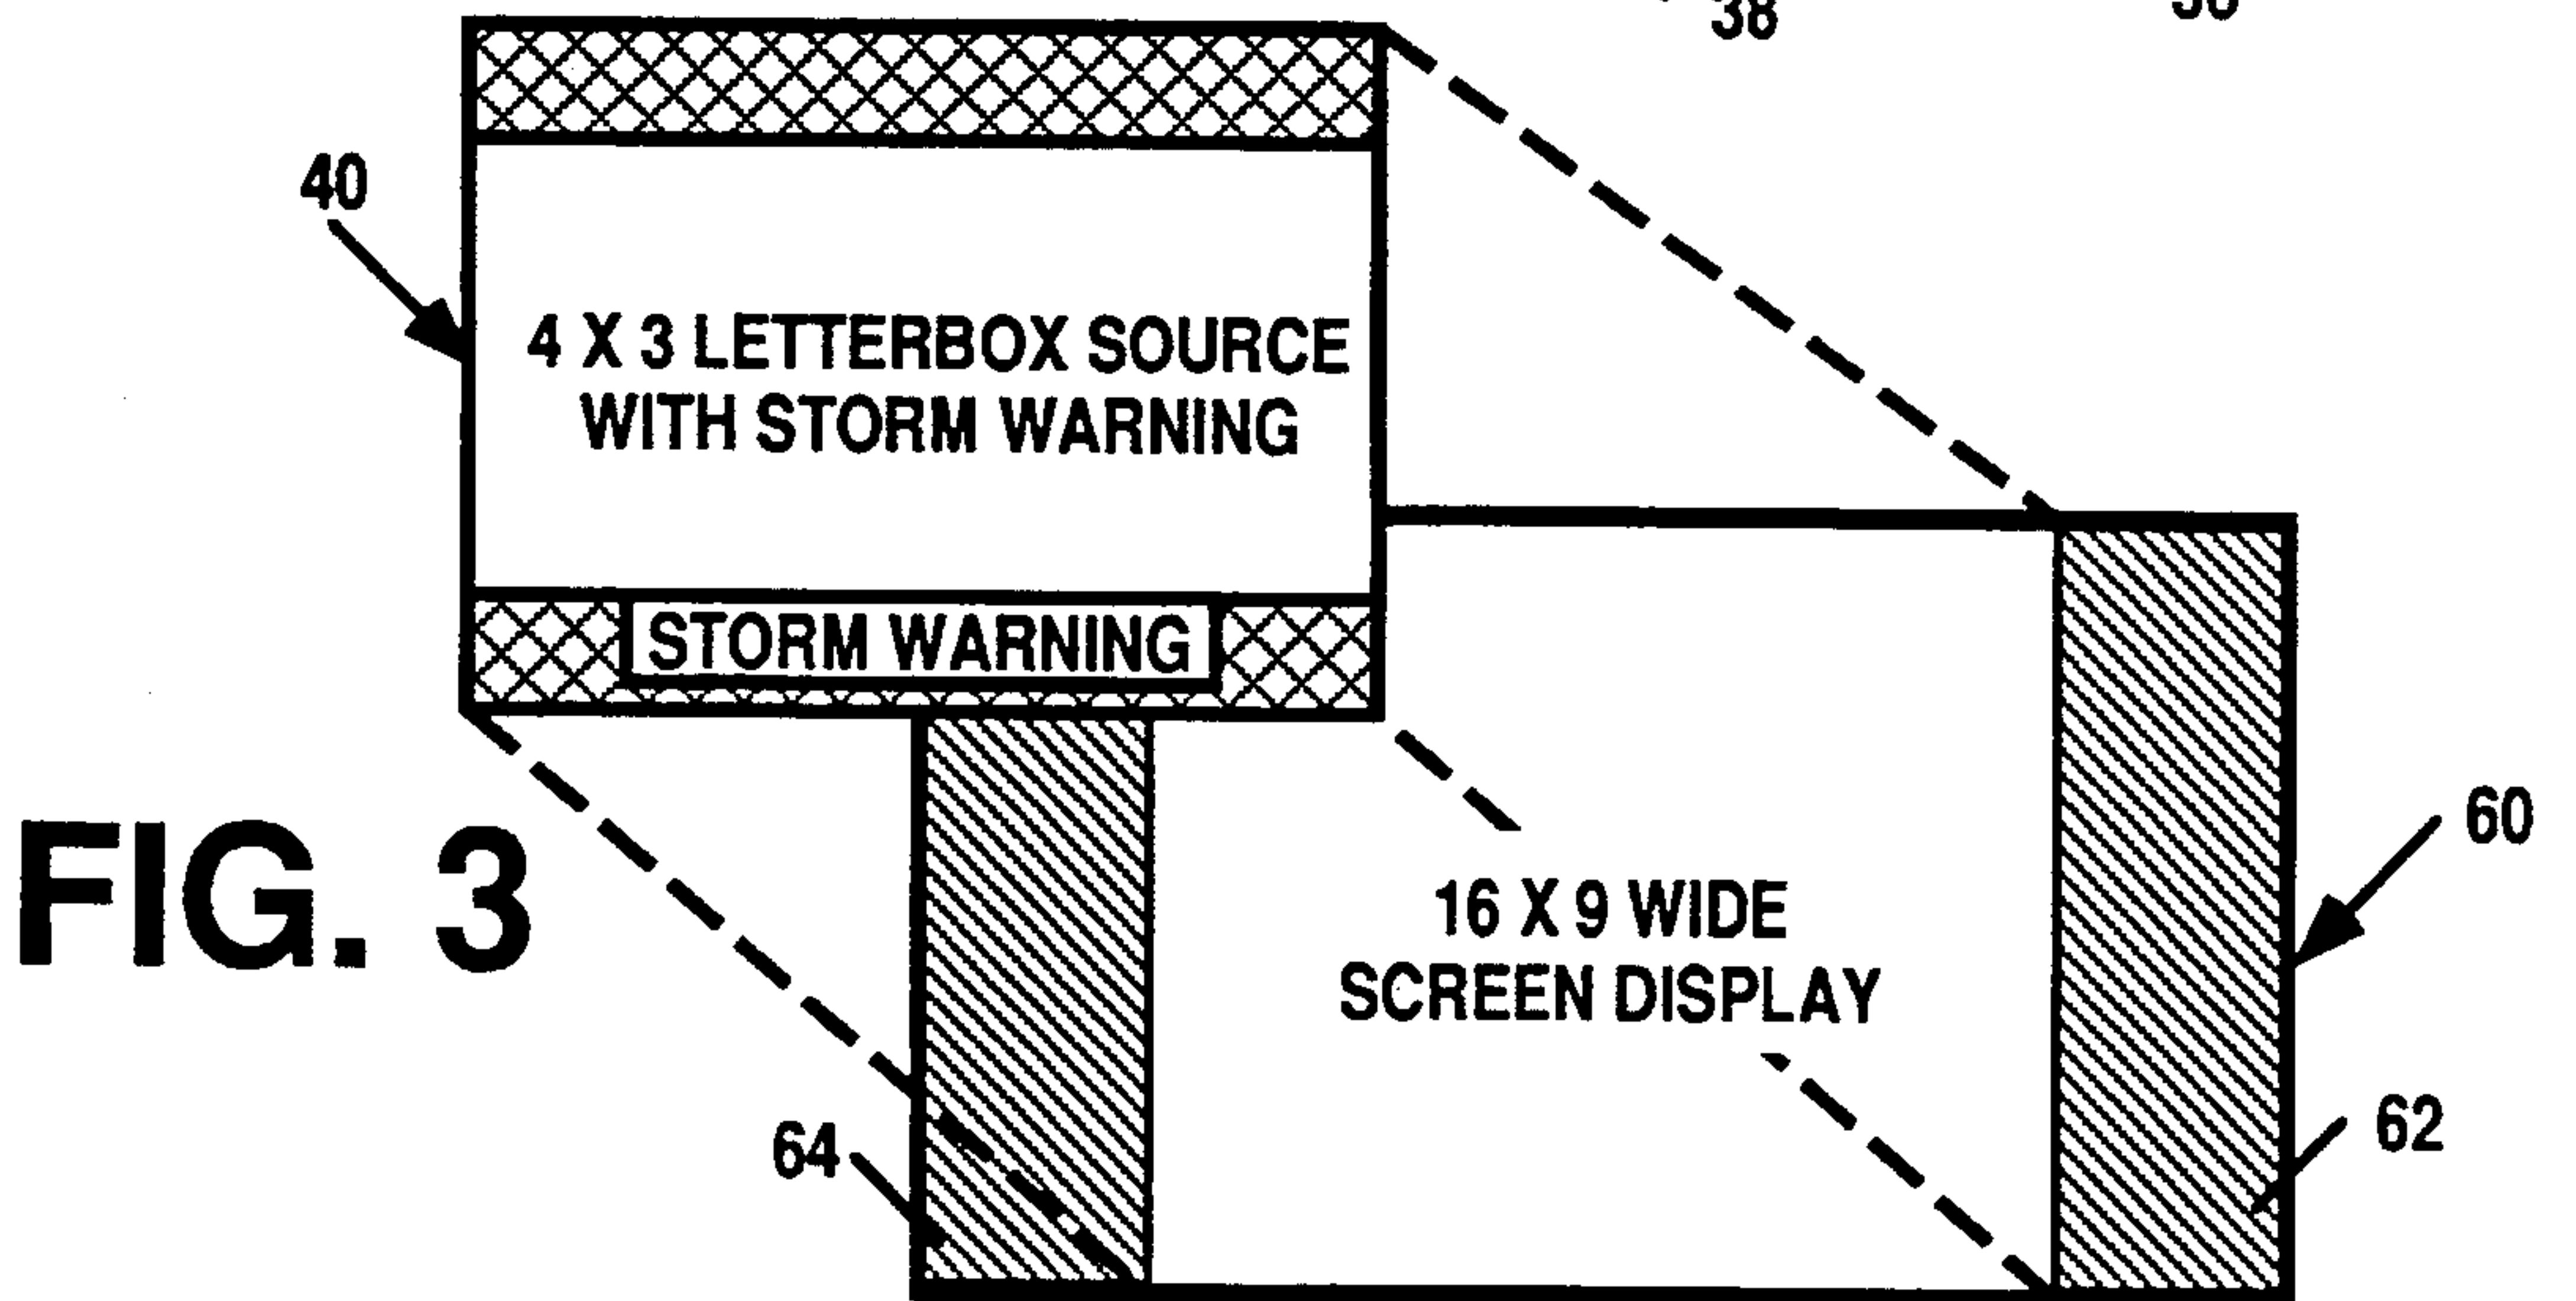 38
40
4 X 3 LETTERBOX SOURCE
WITH STORM WARNING
STORM WARNING
FIG. 3
60
16 X 9 WIDE
SCREEN DISPLAY
64
62